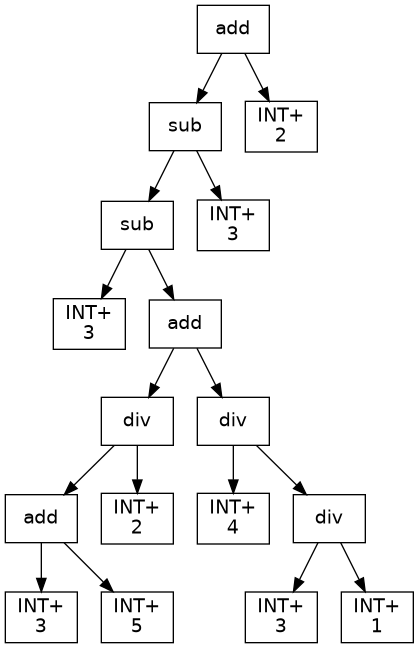 add
sub
INT+
2
sub
INT+
3
INT+
3
add
div
div
add
INT+
2
INT+
4
div
INT+
3
INT+
5
INT+
3
INT+
1